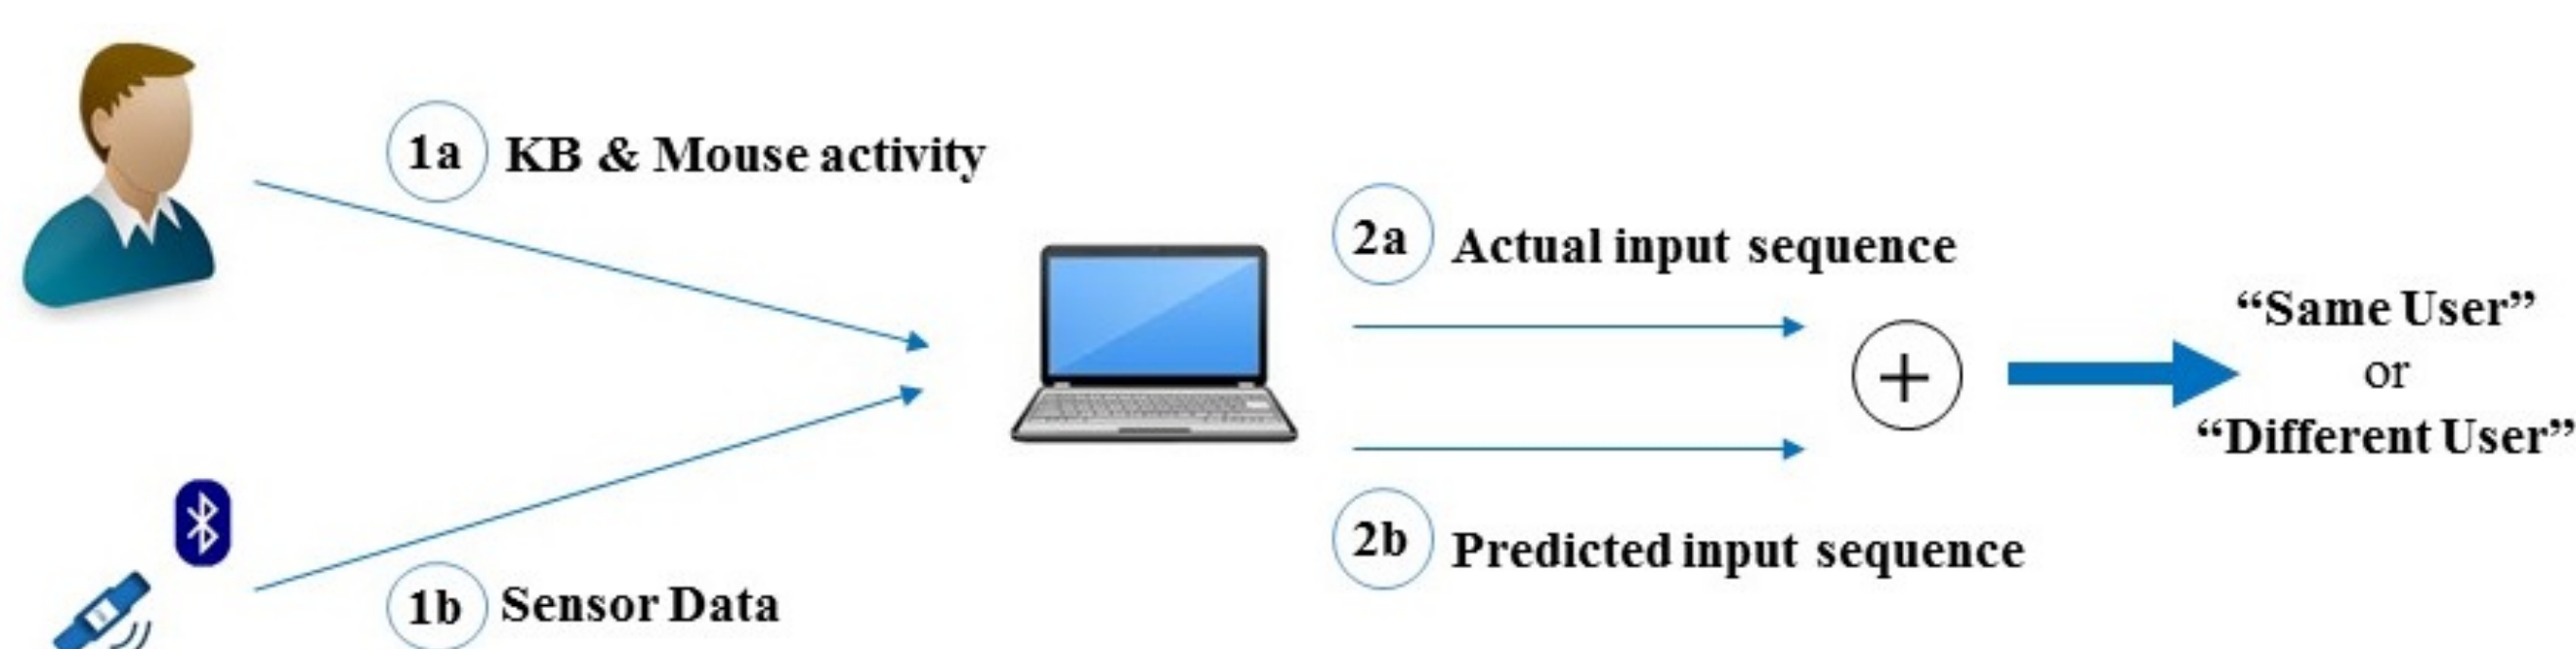 1a KB & Mouse activity
2a Actual input sequence
“Same User”
or
“Different User”
2b Predicted input sequence
1b Sensor Data